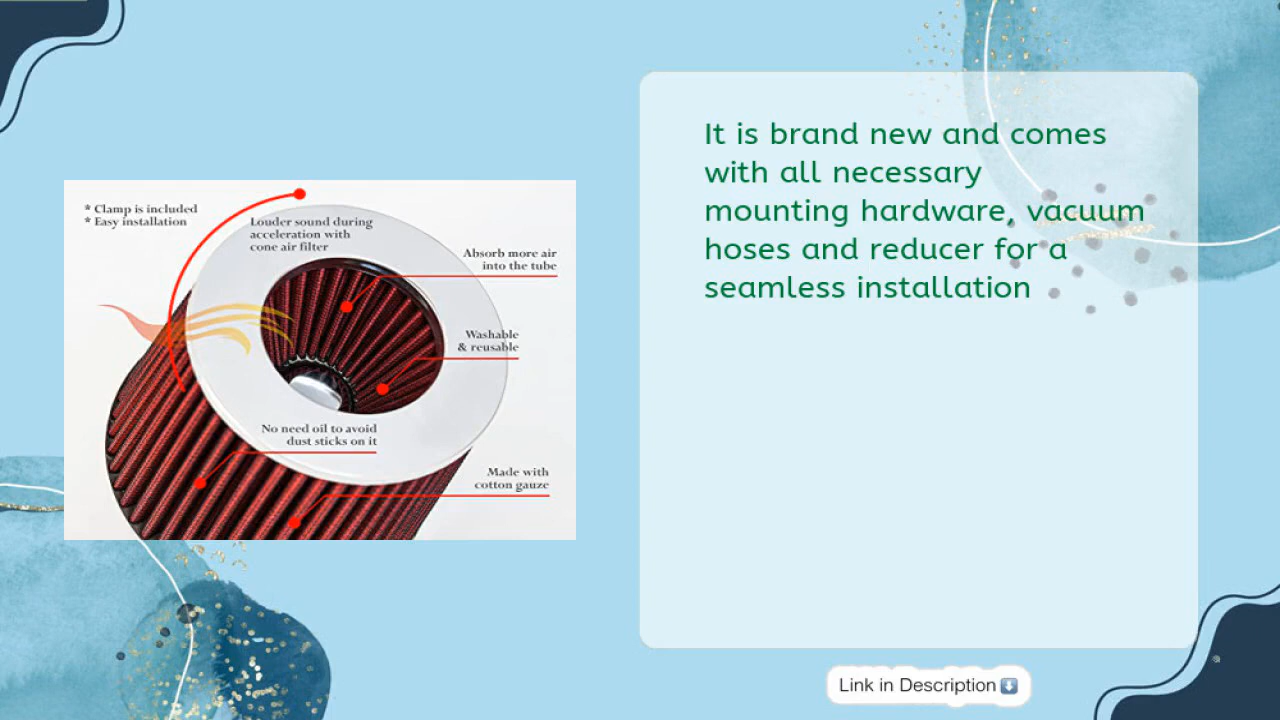 * Clamp is included
* Easy installation
Louder sound during
acceleration with
cone air filter
Absorb more air
into the tube
Washable
& reusable
No need oil to avoid
dust sticks on it
Made with
cotton gauze
It is brand new and comes
with all necessary
mounting hardware, vacuum
hoses and reducer for a
seamless installation
Link in Description⬇️